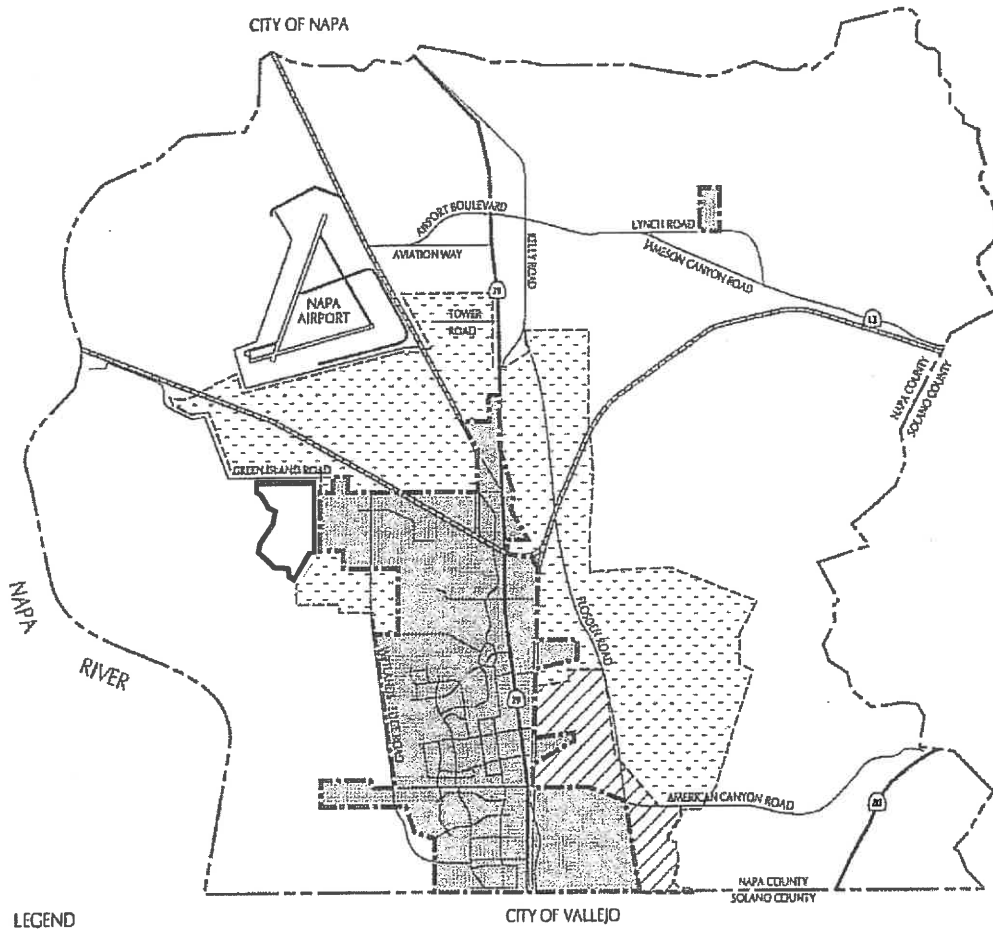 CITY OF NAPA
AIRPORT BOULEVARD
LYNCH ROAD
KELLY ROAD
JAMESON CANYON ROAD
AVIATION WAY
29
NAPA
AIRPORT
TOWER
ROAD
NAPA COUNTY
SOLANO COUNTY
GREEN ISLAND ROAD
FLOSDEN ROAD
NAPA
RIVER
29
AMERICAN CANYON ROAD
NAPA COUNTY
SOLANO COUNTY
LEGEND
CITY OF VALLEJO